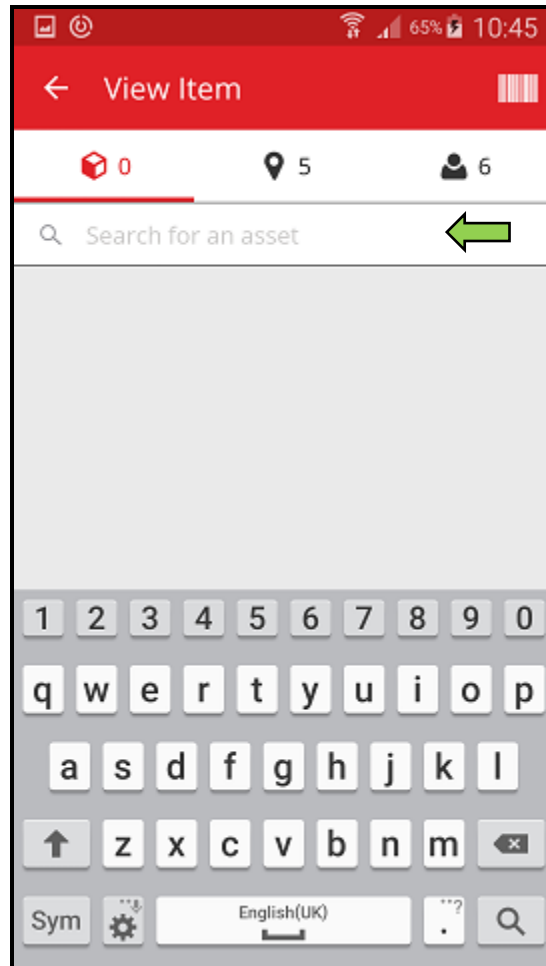 65% 10:45
View Item
0 5 6
Search for an asset
1 2 3 4 5 6 7 8 9 0
q w e r t y u i o p
a s d f g h j k l
z x c v b n m
Sym English(UK) . ?